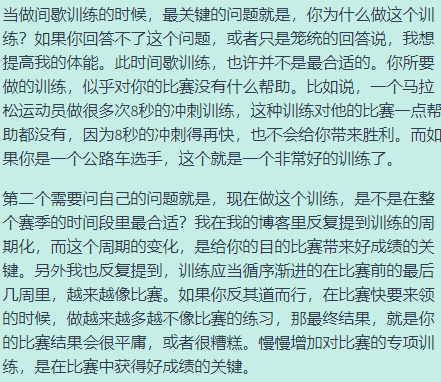 当做间歇训练的时候，最关键的问题就是，你为什么做这个训
练？如果你回答不了这个问题，或者只是笼统的回答说，我想
提高我的体能。此时间歇训练，也许并不是最合适的。你所要
做的训练，似乎对你的比赛没有什么帮助。比如说，一个马拉
松运动员做很多次8秒的冲刺训练，这种训练对他的比赛一点帮
助都没有，因为8秒的冲刺得再快，也不会给你带来胜利。而如
果你是一个公路车选手，这个就是一个非常好的训练了。
第二个需要问自己的问题就是，现在做这个训练，是不是在整
个赛季的时间段里最合适？我在我的博客里反复提到训练的周
期化，而这个周期的变化，是给你的目的比赛带来好成绩的关
键。另外我也反复提到，训练应当循序渐进的在比赛前的最后
几周里，越来越像比赛。如果你反其道而行，在比赛快要来领
的时候，做越来越多越不像比赛的练习，那最终结果，就是你
的比赛结果会很平庸，或者很糟糕。慢慢增加对比赛的专项训
练，是在比赛中获得好成绩的关键。